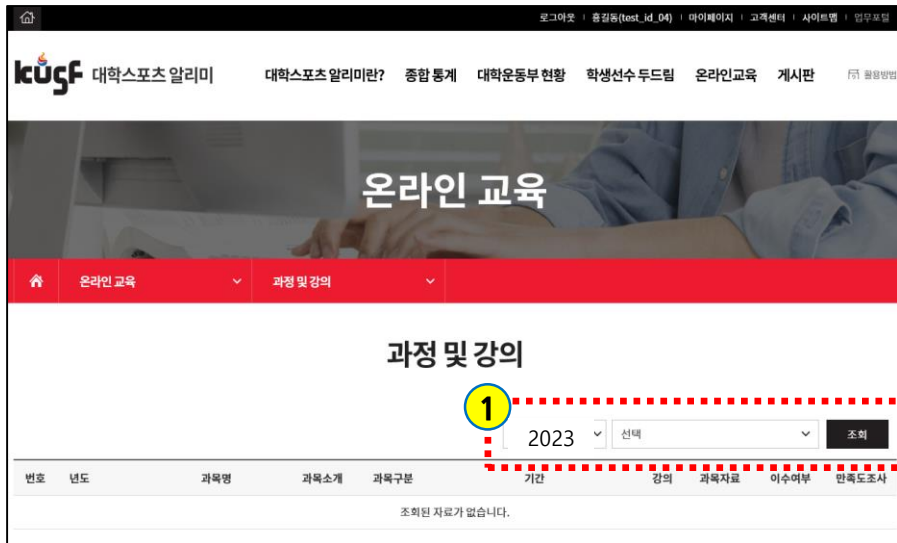 로그아웃 홍길동(test_id_04) 마이페이지 고객센터 사이트맵 업무포털
kusf 대학스포츠 알리미 대학스포츠 알리미란? 종합 통계 대학운동부 현황 학생선수 두드림 온라인교육 게시판 활용방법
온라인 교육
온라인 교육 과정 및 강의
과정 및 강의
1
2023 선택 조회
번호 년도 과목명 과목소개 과목구분 기간 강의 과목자료 이수여부 만족도조사
조회된 자료가 없습니다.